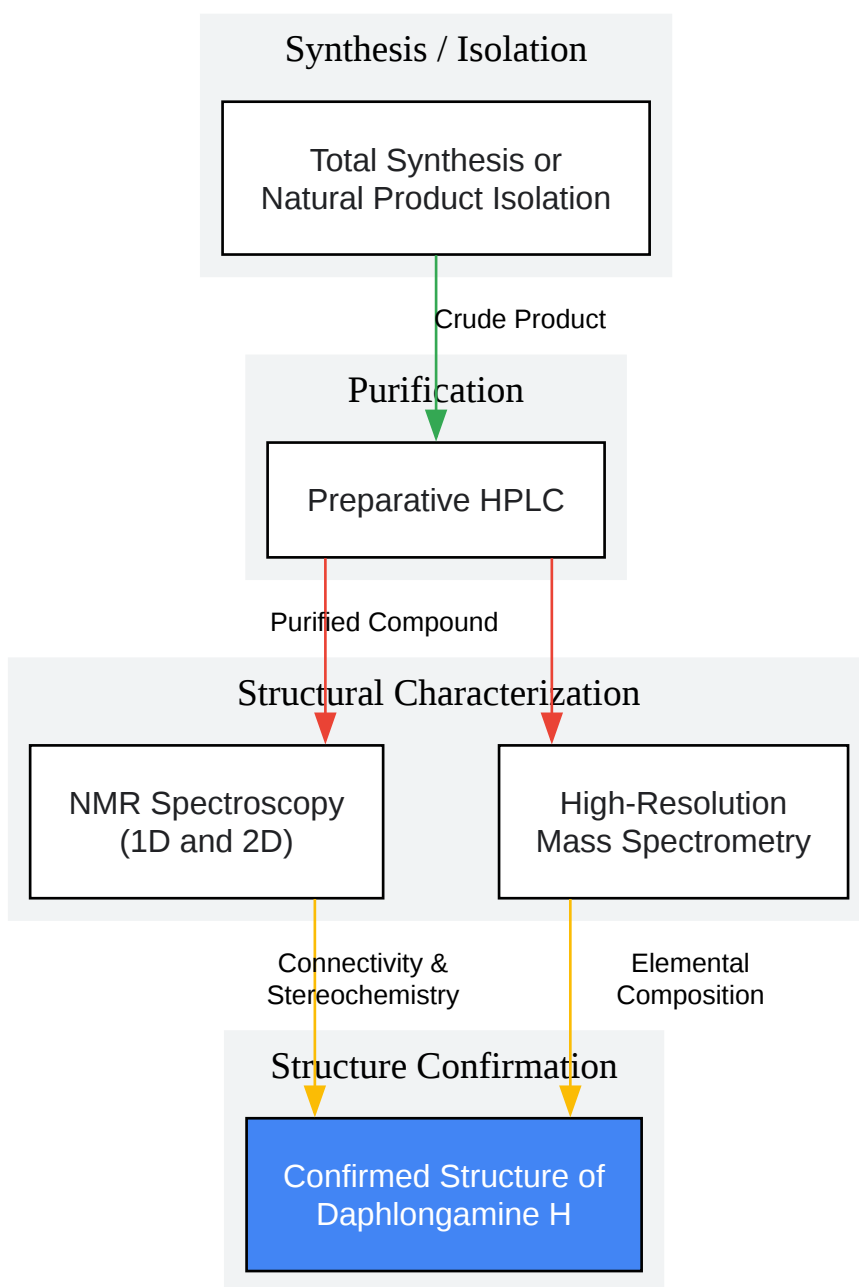 Synthesis / Isolation
Total Synthesis or
Natural Product Isolation
Crude Product
Purification
Preparative HPLC
Purified Compound
Structural Characterization
NMR Spectroscopy
(1D and 2D)
High-Resolution
Mass Spectrometry
Connectivity &
Stereochemistry
Elemental
Composition
Structure Confirmation
Confirmed Structure of
Daphlongamine H